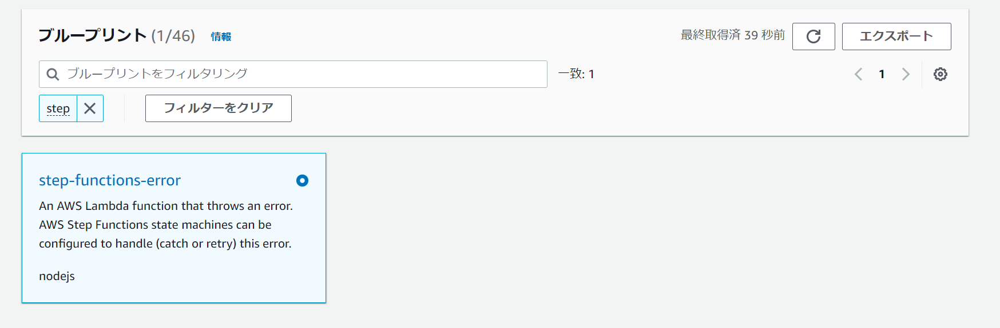 ブループリント (1/46) 情報
最終取得済 39 秒前
エクスポート
ブループリントをフィルタリング
一致: 1
1
step
フィルターをクリア
step-functions-error
An AWS Lambda function that throws an error.
AWS Step Functions state machines can be
configured to handle (catch or retry) this error.
nodejs